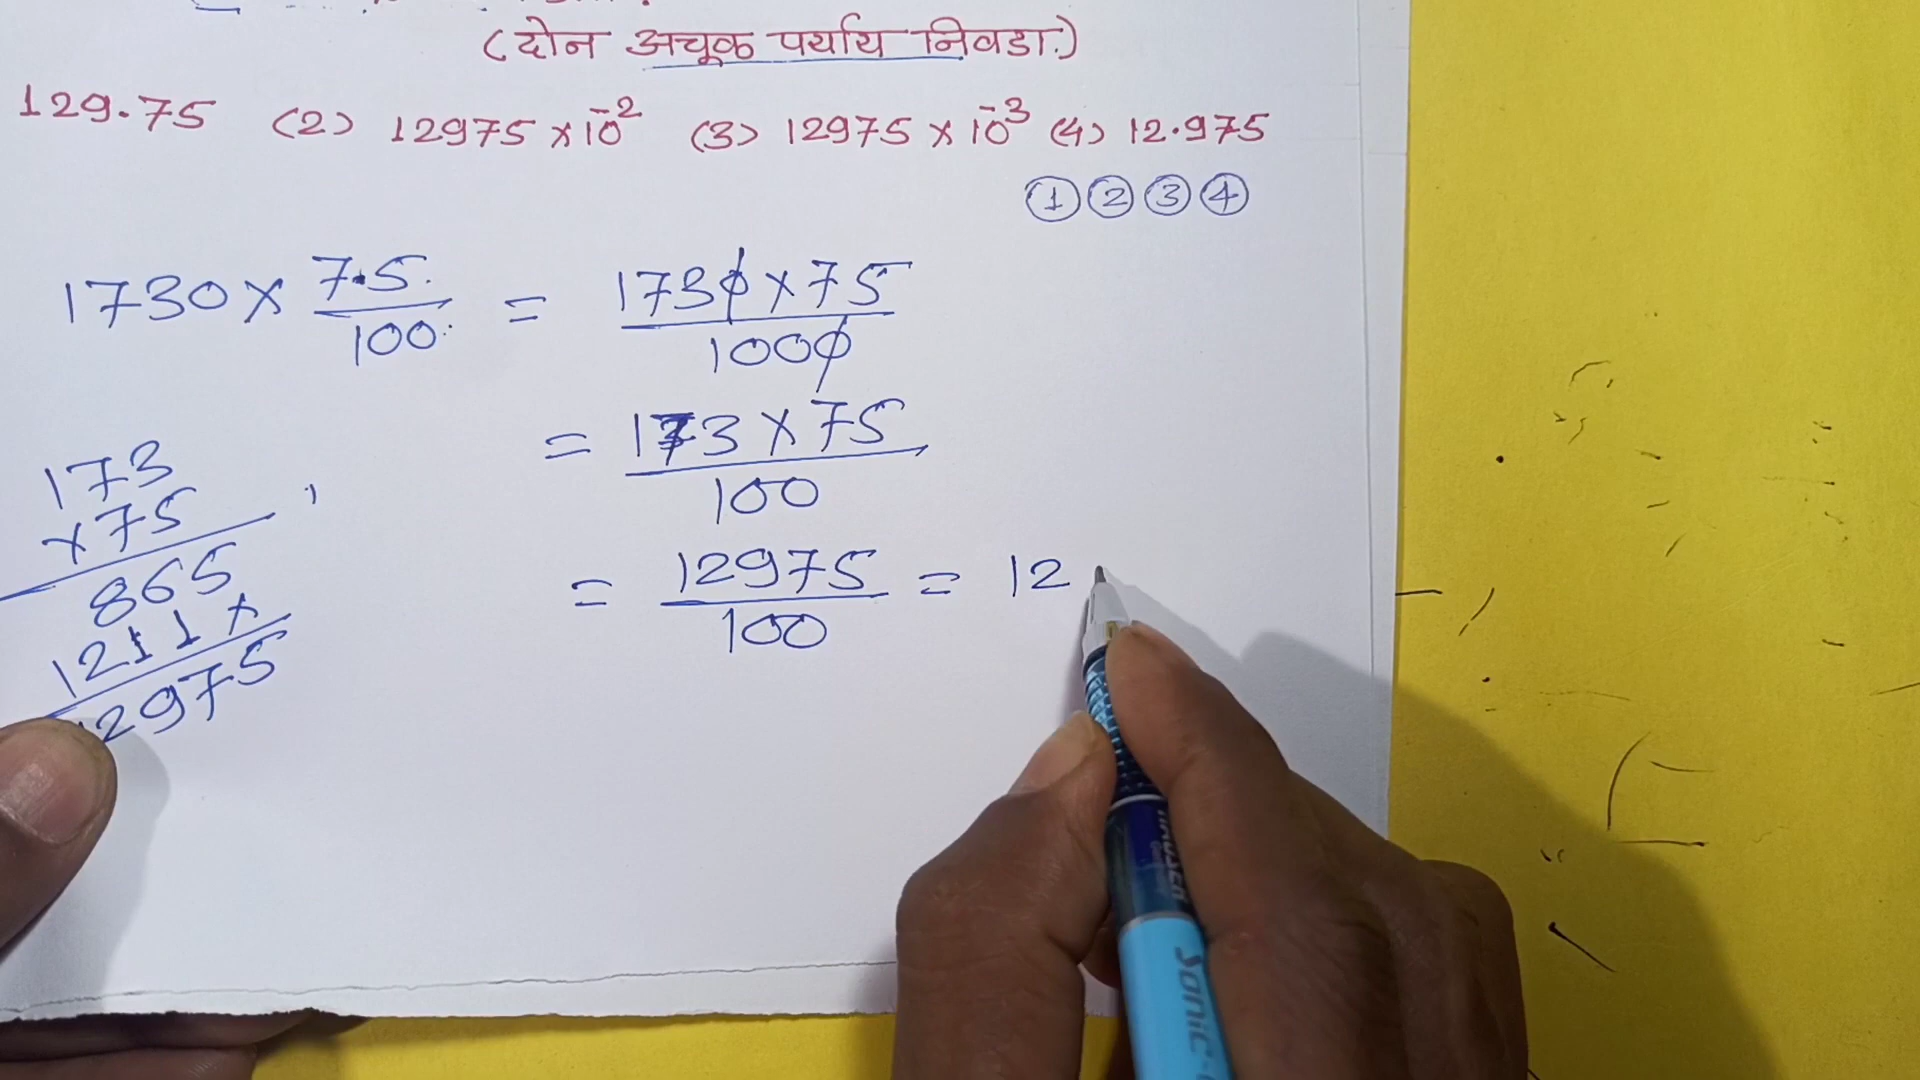 (दोन अचूक पर्याय निवडा.)
129.75 (2) 12975 × 10⁻² (3) 12975 × 10⁻³ (4) 12.975
① ② ③ ④
1730 × 7.5/100 = 1730 × 75/1000
= 173 × 75/100
= 12975/100 = 12
173
× 75
865
1211 ×
12975
Sonic